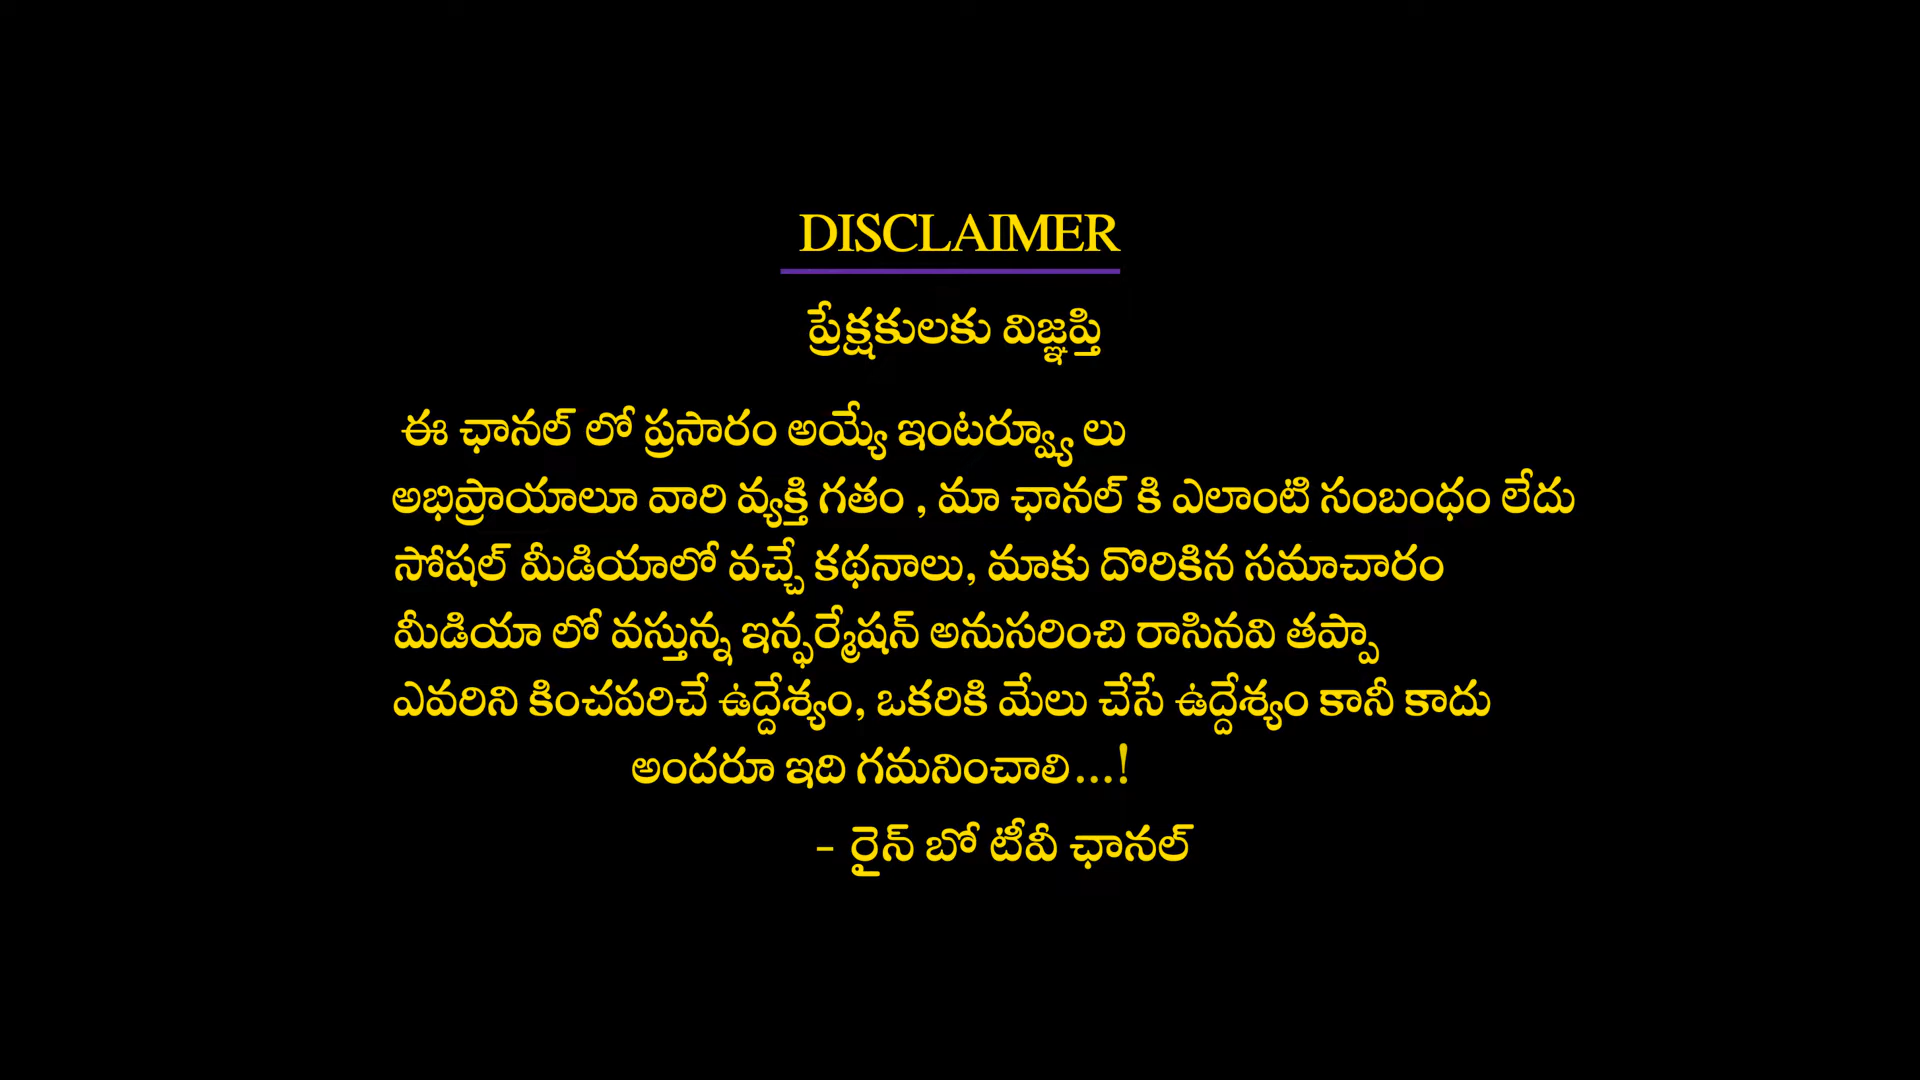 DISCLAIMER
ప్రేక్షకులకు విజ్ఞప్తి
ఈ ఛానల్ లో ప్రసారం అయ్యే ఇంటర్వ్యూ లు
అభిప్రాయాలూ వారి వ్యక్తి గతం , మా ఛానల్ కి ఎలాంటి సంబంధం లేదు
సోషల్ మీడియాలో వచ్చే కథనాలు, మాకు దొరికిన సమాచారం
మీడియా లో వస్తున్న ఇన్ఫర్మేషన్ అనుసరించి రాసినవి తప్పా
ఎవరిని కించపరిచే ఉద్దేశ్యం, ఒకరికి మేలు చేసే ఉద్దేశ్యం కానీ కాదు
అందరూ ఇది గమనించాలి...!
- రైన్ బో టీవీ ఛానల్